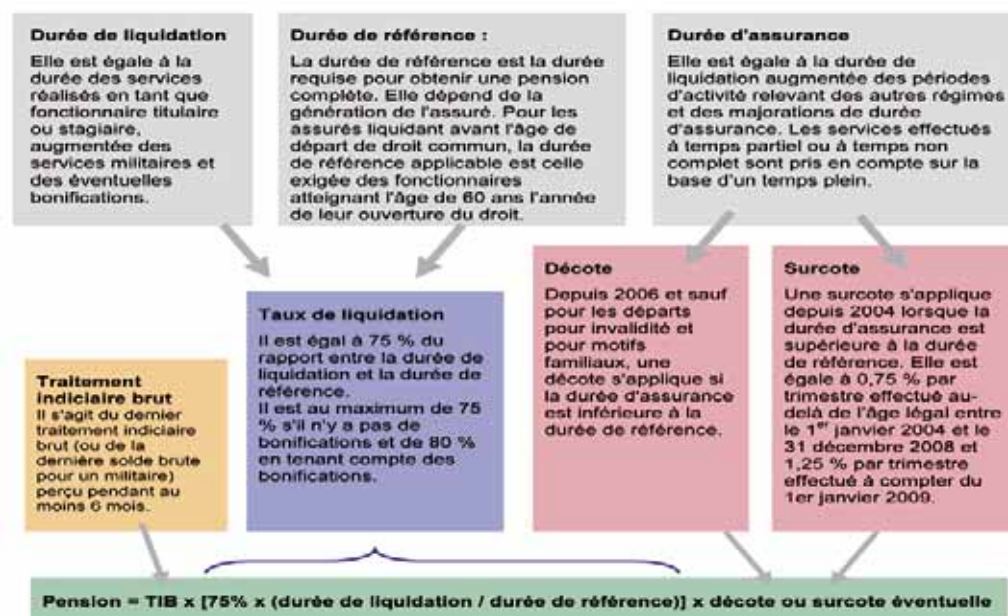 Durée de liquidation
Elle est égale à la
durée des services
réalisés en tant que
fonctionnaire titulaire
ou stagiaire,
augmentée des
services militaires et
des éventuelles
bonifications.
Durée de référence :
La durée de référence est la durée
requise pour obtenir une pension
complète. Elle dépend de la
génération de l'assuré. Pour les
assurés liquidant avant l'âge de
départ de droit commun, la durée
de référence applicable est celle
exigée des fonctionnaires
atteignant l'âge de 60 ans l'année
de leur ouverture du droit.
Durée d'assurance
Elle est égale à la durée de
liquidation augmentée des périodes
d'activité relevant des autres régimes
et des majorations de durée
d'assurance. Les services effectués
à temps partiel ou à temps non
complet sont pris en compte sur la
base d'un temps plein.
Traitement
indiciaire brut
Il s'agit du dernier
traitement indiciaire
brut (ou de la
dernière solde brute
pour un militaire)
perçu pendant au
moins 6 mois.
Taux de liquidation
Il est égal à 75 % du
rapport entre la durée de
liquidation et la durée de
référence.
Il est au maximum de 75
% s'il n'y a pas de
bonifications et de 80 %
en tenant compte des
bonifications.
Décote
Depuis 2006 et sauf
pour les départs
pour invalidité et
pour motifs
familiaux, une
décote s'applique si
la durée d'assurance
est inférieure à la
durée de référence.
Surcote
Une surcote s'applique
depuis 2004 lorsque la
durée d'assurance est
supérieure à la durée
de référence. Elle est
égale à 0,75 % par
trimestre effectué au-
delà de l'âge légal entre
le 1er janvier 2004 et le
31 décembre 2008 et
1,25 % par trimestre
effectué à compter du
1er janvier 2009.
Pension = TIB x [75% x (durée de liquidation / durée de référence)] x décote ou surcote éventuelle